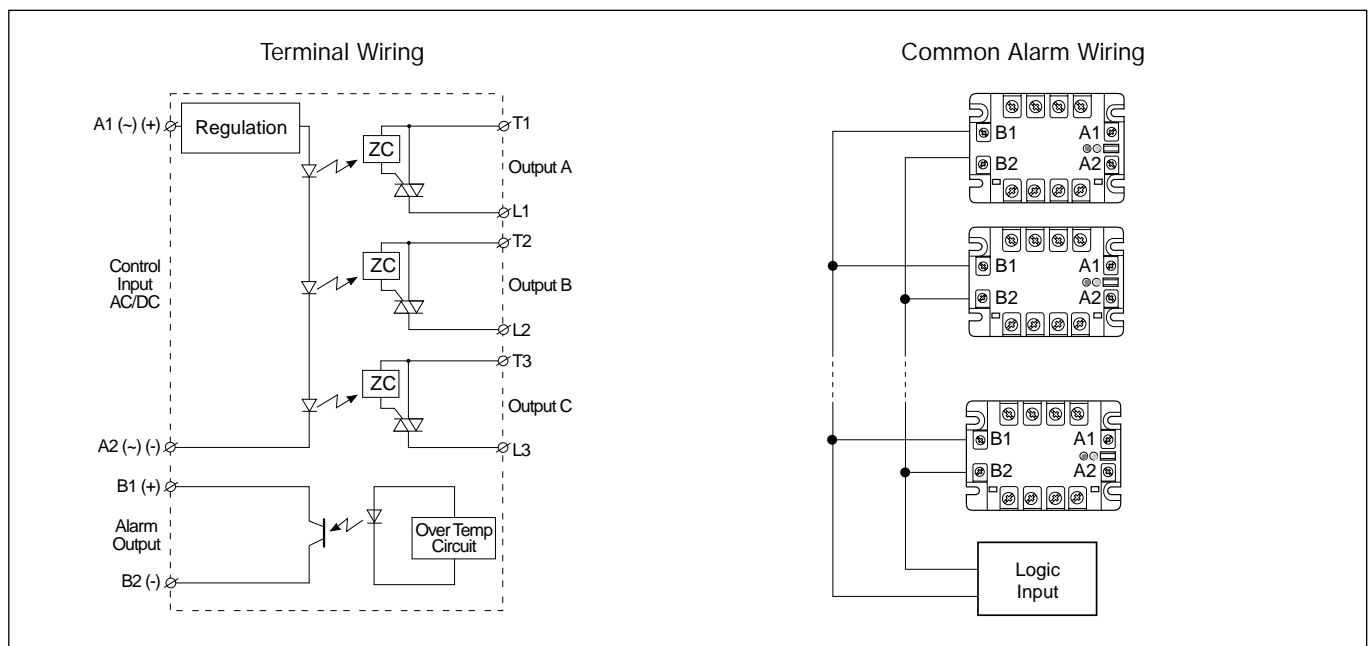 Terminal Wiring
A1 (~) (+)
Regulation
ZC
T1
Output A
L1
T2
ZC
Output B
L2
Control
Input
AC/DC
T3
ZC
Output C
L3
A2 (~) (-)
B1 (+)
Alarm
Output
Over Temp
Circuit
B2 (-)
Common Alarm Wiring
B1 A1
B2 A2
B1 A1
B2 A2
B1 A1
B2 A2
Logic
Input